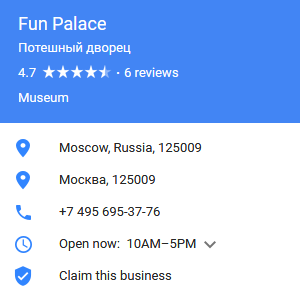 Fun Palace
Потешный дворец
4.7 ★★★★★ · 6 reviews
Museum
Moscow, Russia, 125009
Москва, 125009
+7 495 695-37-76
Open now: 10AM–5PM
Claim this business